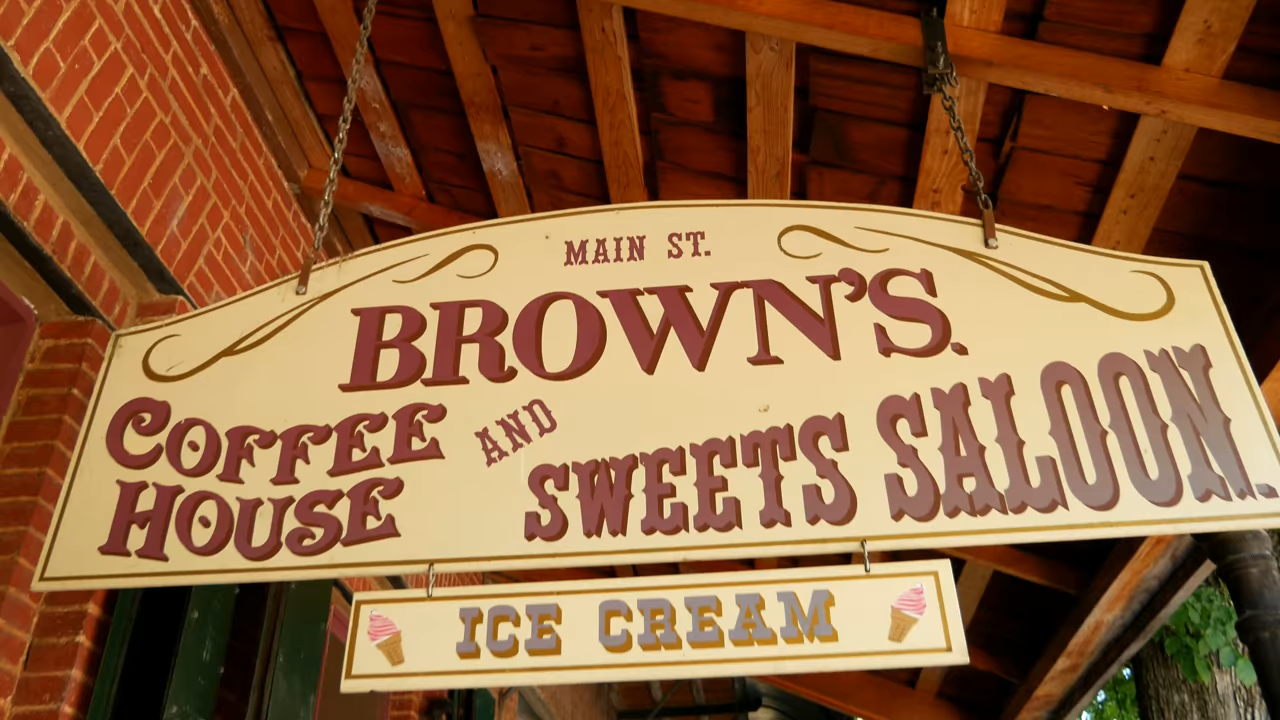 MAIN ST.
BROWN'S.
COFFEE HOUSE
AND
SWEETS SALOON.
ICE CREAM